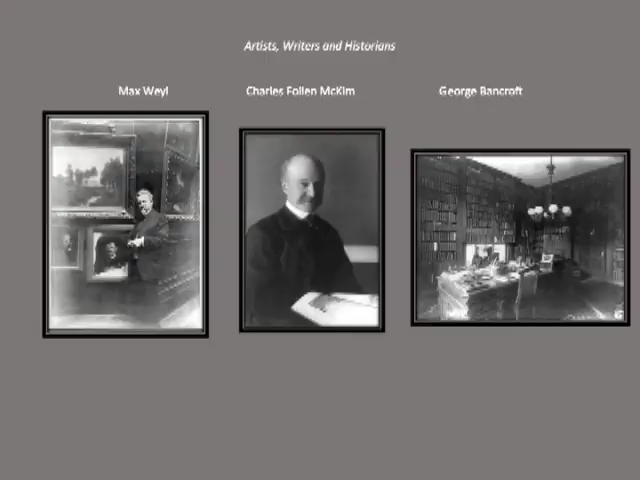 Artists, Writers and Historians
Max Weyl
Charles Follen McKim
George Bancroft